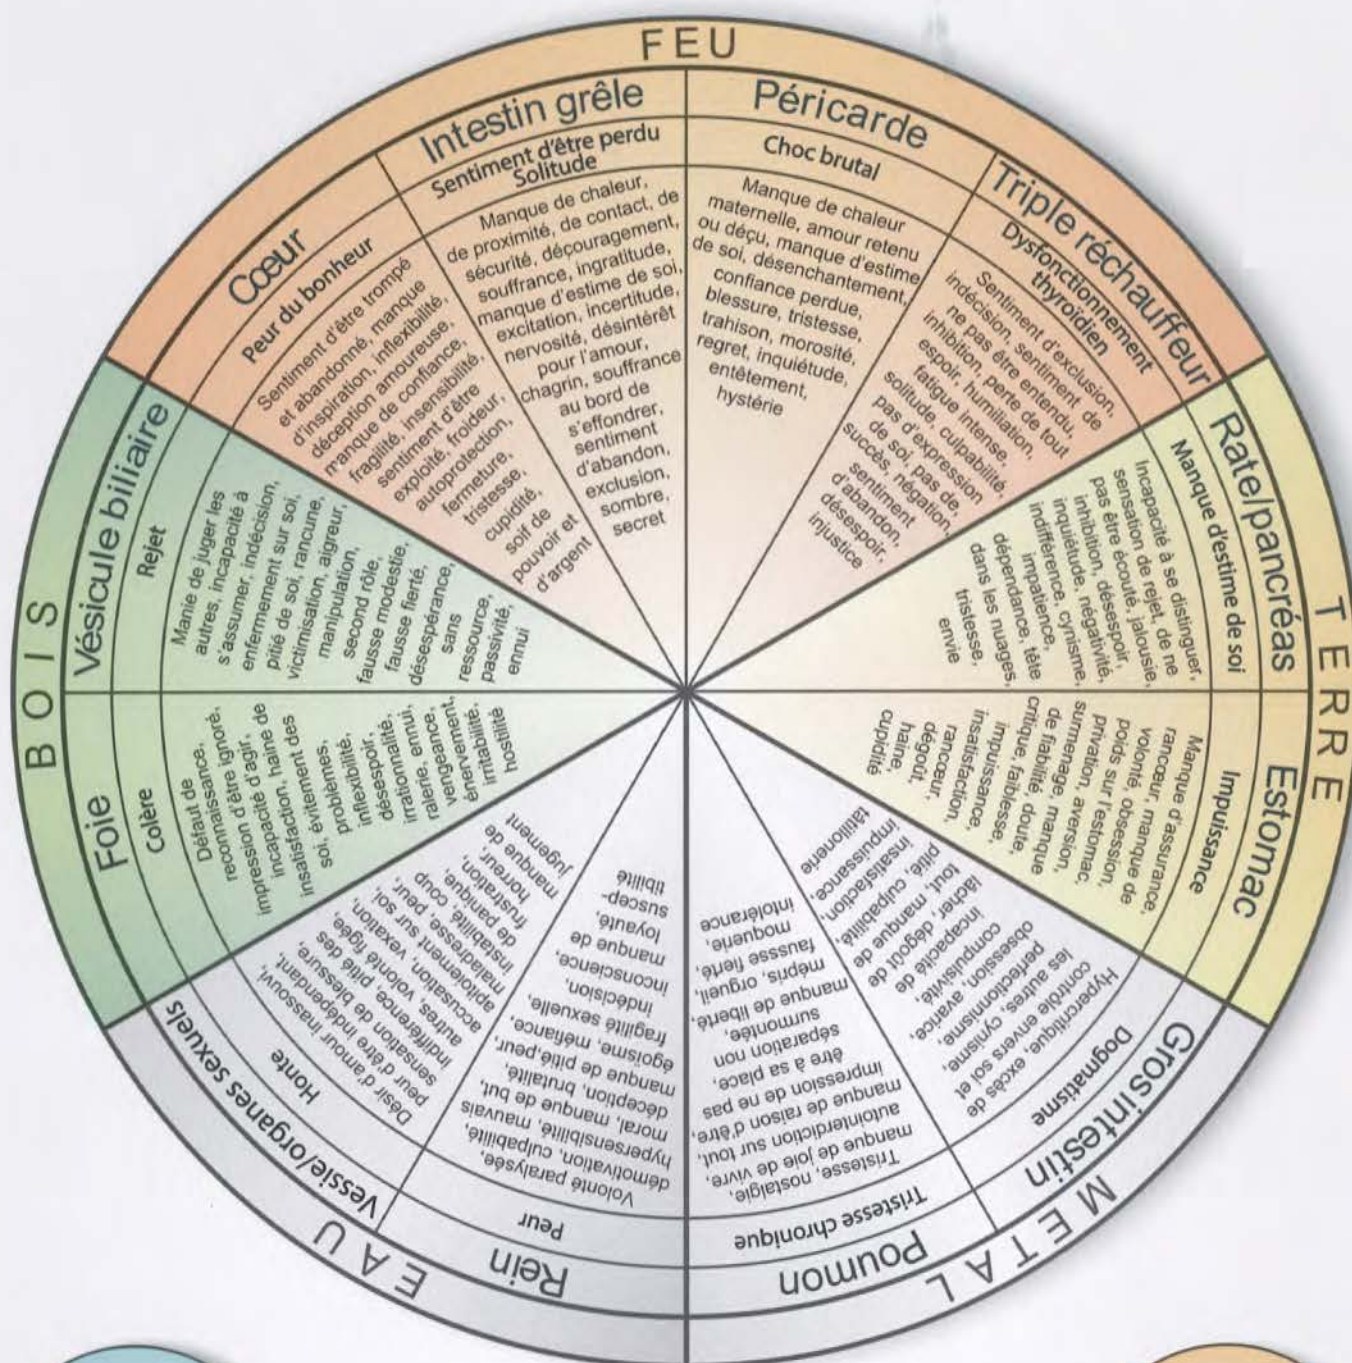 FEU
Intestin grêle
Sentiment d'être perdu
Solitude
Manque de chaleur,
de proximité, de contact, de
sécurité, découragement,
souffrance, ingratitude,
manque d'estime de soi,
excitation, incertitude,
nervosité, désintérêt
pour l'amour,
chagrin, souffrance
au bord de
s'effondrer,
sentiment
d'abandon,
exclusion,
sombre,
secret
Péricarde
Choc brutal
Manque de chaleur
maternelle, amour retenu
ou déçu, manque d'estime
de soi, désenchantement,
confiance perdue,
blessure, tristesse,
trahison, morosité,
regret, inquiétude,
entêtement,
hystérie
Triple réchauffeur
Dysfonctionnement
thyroïdien
Sentiment d'exclusion,
indécision, sentiment de
ne pas être entendu,
inhibition, perte de tout
espoir, humiliation,
fatigue intense,
solitude, culpabilité,
pas d'expression
de soi, pas de
succès, négation,
sentiment
d'abandon,
désespoir,
injustice
TERRE
Rate/pancréas
Manque d'estime de soi
Incapacité à se distinguer,
sensation de rejet, de ne
pas être écouté, jalousie,
inhibition, désespoir,
inquiétude, négativité,
indifférence, cynisme,
impatience,
dépendance, tête
dans les nuages,
tristesse,
envie
Estomac
Impuissance
Manque d'assurance,
rancœur, manque de
volonté, obsession,
poids sur l'estomac,
privation, aversion,
surmenage, manque
de fiabilité, doute,
critique, faiblesse,
impuissance,
insatisfaction,
rancœur,
dégoût,
haine,
cupidité
METAL
Gros intestin
Dogmatisme
Hypercritique, excès de
contrôle envers soi et
les autres, cynisme,
perfectionnisme,
obsession, avarice,
compulsivité,
incapacité de
lâcher, dégoût de
tout, manque de
pitié, culpabilité,
insatisfaction,
impuissance,
tatillonerie
Poumon
Tristesse chronique
Tristesse, nostalgie,
manque de joie de vivre,
autointerdiction sur tout,
manque de raison d'être,
impression de ne pas
être à sa place,
séparation non
surmontée,
manque de liberté,
mépris, orgueil,
fausse fierté,
moquerie,
intolérance
EAU
Rein
Peur
Volonté paralysée,
démotivation, culpabilité,
hypersensibilité, mauvais
moral, manque de but,
déception, brutalité,
manque de pitié,peur,
égoïsme, méfiance,
fragilité sexuelle,
indécision,
inconscience,
manque de
loyauté,
suscep-
tibilité
Vessie/organes sexuels
Honte
Désir d'amour inassouvi,
peur d'être indépendant,
sensation de blessure,
indifférence, pitié des
autres, volonté figée,
accusation, vexation,
apitoiement sur soi,
maladresse, peur,
instabilité, coup
de panique,
frustration,
horreur,
manque de
jugement
BOIS
Foie
Colère
Défaut de
reconnaissance,
impression d'être ignoré,
incapacité d'agir,
insatisfaction, haine de
soi, évitement des
problèmes,
inflexibilité,
désespoir,
irrationnalité,
ralerie, ennui,
vengeance,
énervement,
irritabilité,
hostilité
Vésicule biliaire
Rejet
Manie de juger les
autres, incapacité à
s'assumer, indécision,
enfermement sur soi,
pitié de soi, rancune,
victimisation, aigreur,
manipulation,
second rôle,
fausse modestie,
fausse fierté,
désespérance,
sans
ressource,
passivité,
ennui
Cœur
Peur du bonheur
Sentiment d'être trompé
et abandonné, manque
d'inspiration, inflexibilité,
déception amoureuse,
manque de confiance,
fragilité, insensibilité,
sentiment d'être
exploité, froideur,
autoprotection,
fermeture,
tristesse,
cupidité,
soif de
pouvoir et
d'argent